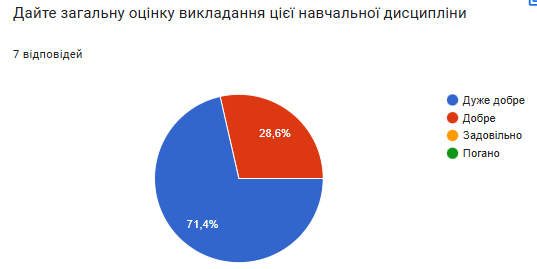 Дайте загальну оцінку викладання цієї навчальної дисципліни
7 відповідей
Дуже добре
Добре
Задовільно
Погано
28,6%
71,4%